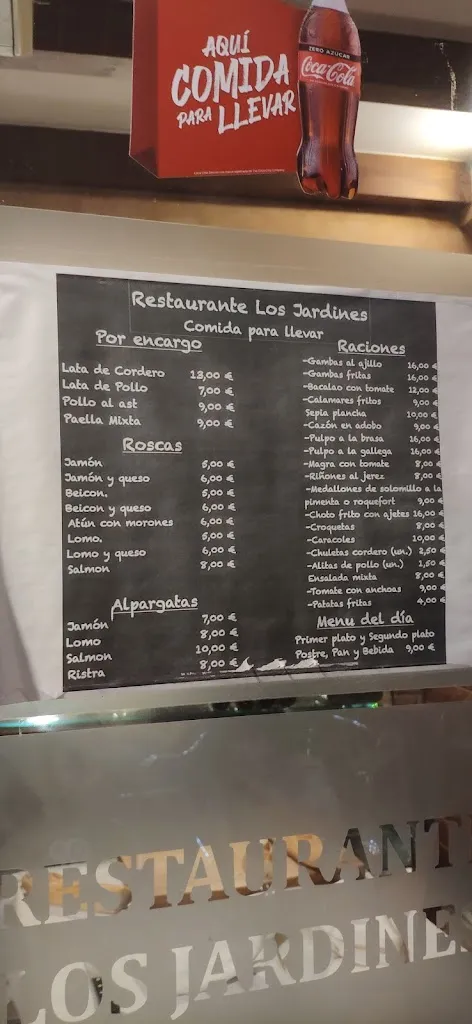 AQUÍ
COMIDA
PARA LLEVAR
ZERO AZÚCAR
Coca-Cola
Restaurante Los Jardines
Comida para llevar
Por encargo
Lata de Cordero 13,00 €
Lata de Pollo 7,00 €
Pollo al ast 9,00 €
Paella Mixta 9,00 €
Roscas
Jamón 5,00 €
Jamón y queso 6,00 €
Beicon. 5,00 €
Beicon y queso 6,00 €
Atún con morones 6,00 €
Lomo. 5,00 €
Lomo y queso 6,00 €
Salmon 8,00 €
Alpargatas
Jamón 7,00 €
Lomo 8,00 €
Salmon 10,00 €
Ristra 8,00 €
Raciones
-Gambas al ajillo 16,00 €
-Gambas fritas 16,00 €
-Bacalao con tomate 12,00 €
-Calamares fritos 9,00 €
Sepia plancha 10,00 €
-Cazón en adobo 9,00 €
-Pulpo a la brasa 16,00 €
-Pulpo a la gallega 16,00 €
-Magra con tomate 8,00 €
-Riñones al jerez 8,00 €
-Medallones de solomillo a la
pimenta o roquefort 9,00 €
-Choto frito con ajetes 16,00 €
-Croquetas 8,00 €
-Caracoles 10,00 €
-Chuletas cordero (un.) 2,50 €
-Alitas de pollo (un.) 1,50 €
Ensalada mixta 8,00 €
-Tomate con anchoas 9,00 €
-Patatas fritas 4,00 €
Menu del día
Primer plato y Segundo plato
Postre, Pan y Bebida 9,00 €
RESTAURANTE
LOS JARDINES